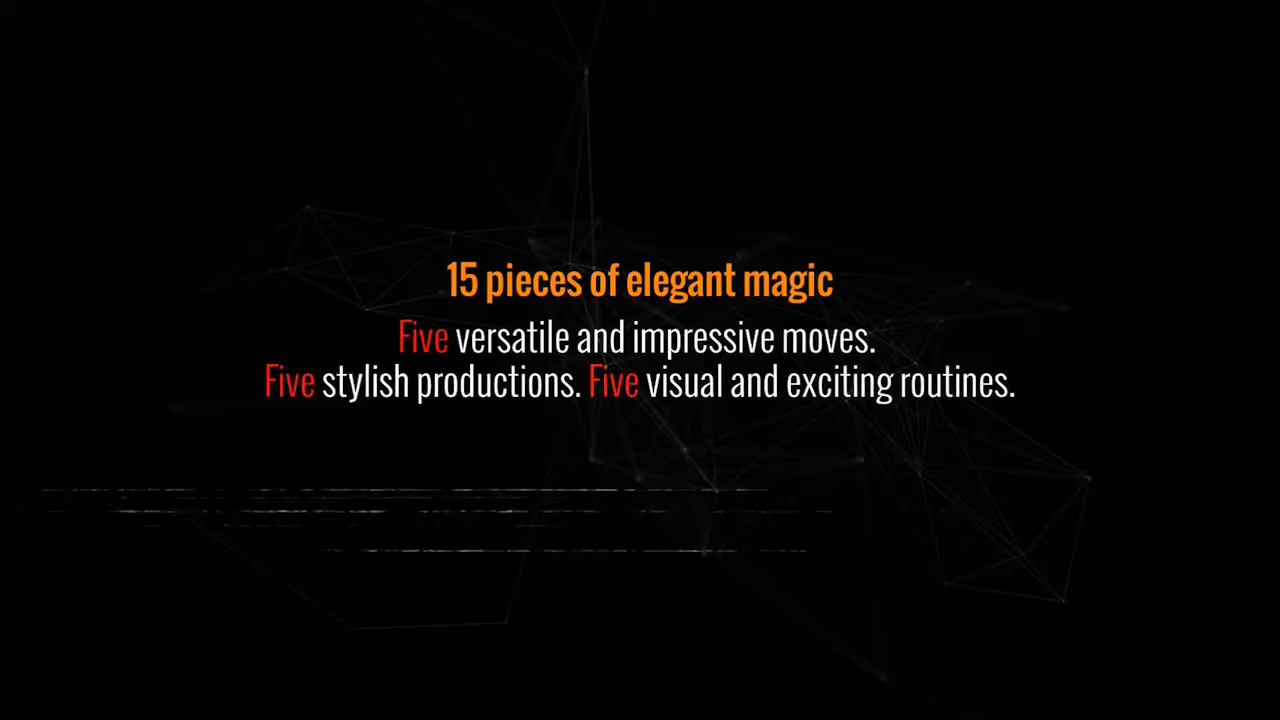 15 pieces of elegant magic
Five versatile and impressive moves.
Five stylish productions. Five visual and exciting routines.